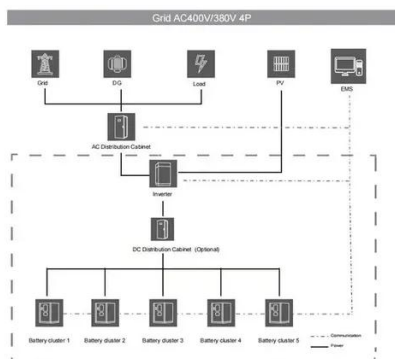 Grid AC400V/380V 4P
Grid
DG
Load
PV
EMS
AC Distribution Cabinet
Inverter
DC Distribution Cabinet (Optional)
Battery cluster 1
Battery cluster 2
Battery cluster 3
Battery cluster 4
Battery cluster 5
Communication
Power